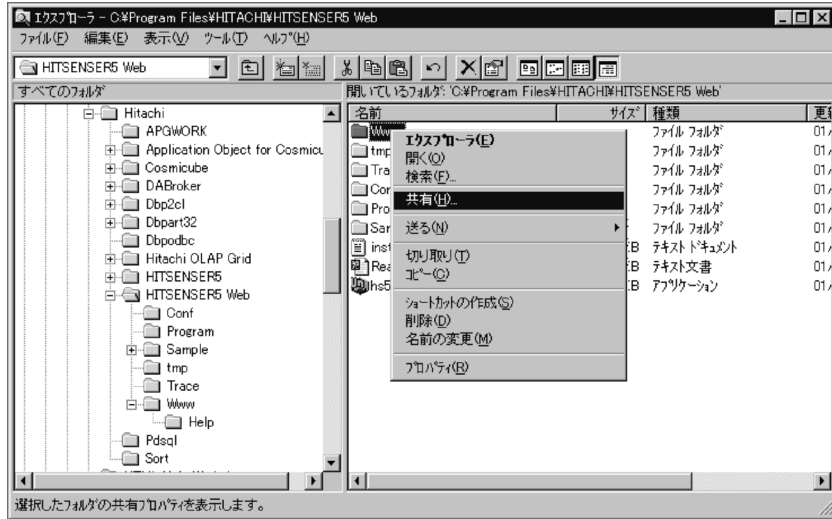 エクスプローラ - C:¥Program Files¥HITACHI¥HITSENSER5 Web
ファイル(F) 編集(E) 表示(V) ツール(T) ヘルプ(H)
HITSENSER5 Web
すべてのフォルダ
開いているフォルダ: 'C:¥Program Files¥HITACHI¥HITSENSER5 Web'
Hitachi
APGWORK
Application Object for Cosmicu
Cosmicube
DABroker
Dbp2cl
Dbpart32
Dbpodbc
Hitachi OLAP Grid
HITSENSER5
HITSENSER5 Web
Conf
Program
Sample
tmp
Trace
Www
Help
Pdsql
Sort
名前 サイズ 種類
ファイル フォルダ 01/
tmp ファイル フォルダ 01/
Tra ファイル フォルダ 01/
Con ファイル フォルダ 01/
Pro ファイル フォルダ 01/
Sar ファイル フォルダ 01/
inst テキスト ドキュメント 01/
Rea テキスト文書 01/
hs5 アプリケーション 01/
エクスプローラ(E)
開く(O)
検索(F)...
共有(H)...
送る(N)
切り取り(T)
コピー(C)
ショートカットの作成(S)
削除(D)
名前の変更(M)
プロパティ(R)
選択したフォルダの共有プロパティを表示します。